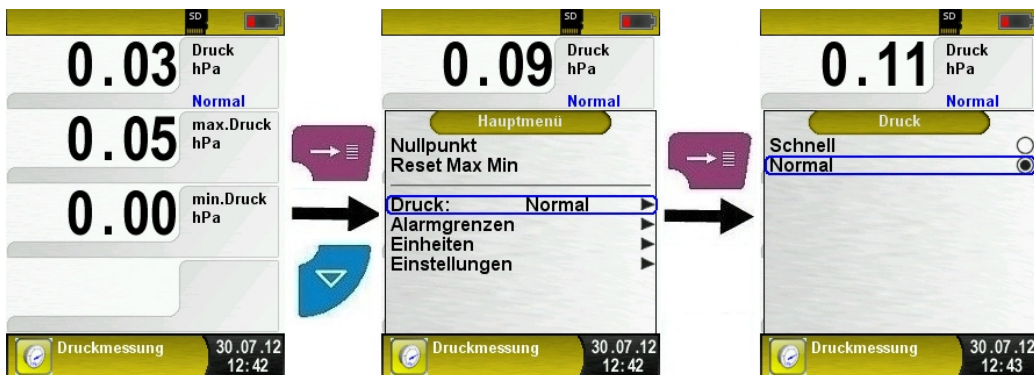 SD
0.03 Druck hPa
Normal
0.05 max.Druck hPa
0.00 min.Druck hPa
Druckmessung 30.07.12 12:42
SD
0.09 Druck hPa
Normal
Hauptmenü
Nullpunkt
Reset Max Min
Druck: Normal
Alarmgrenzen
Einheiten
Einstellungen
Druckmessung 30.07.12 12:42
SD
0.11 Druck hPa
Normal
Druck
Schnell
Normal
Druckmessung 30.07.12 12:43